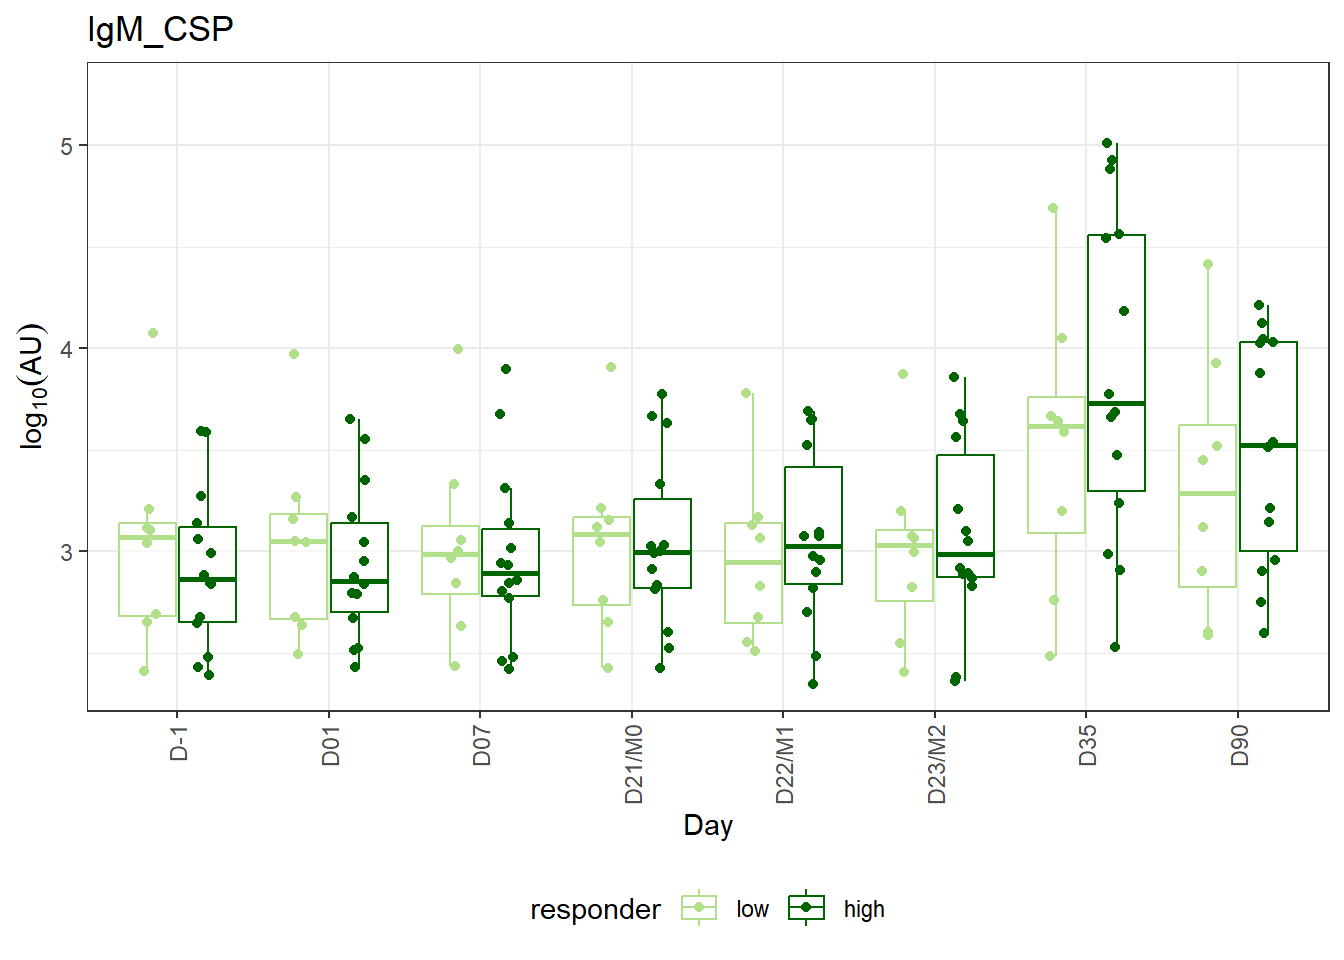 IgM_CSP
5
4
3
log10(AU)
D-1
D01
D07
D21/M0
D22/M1
D23/M2
D35
D90
Day
responder low high